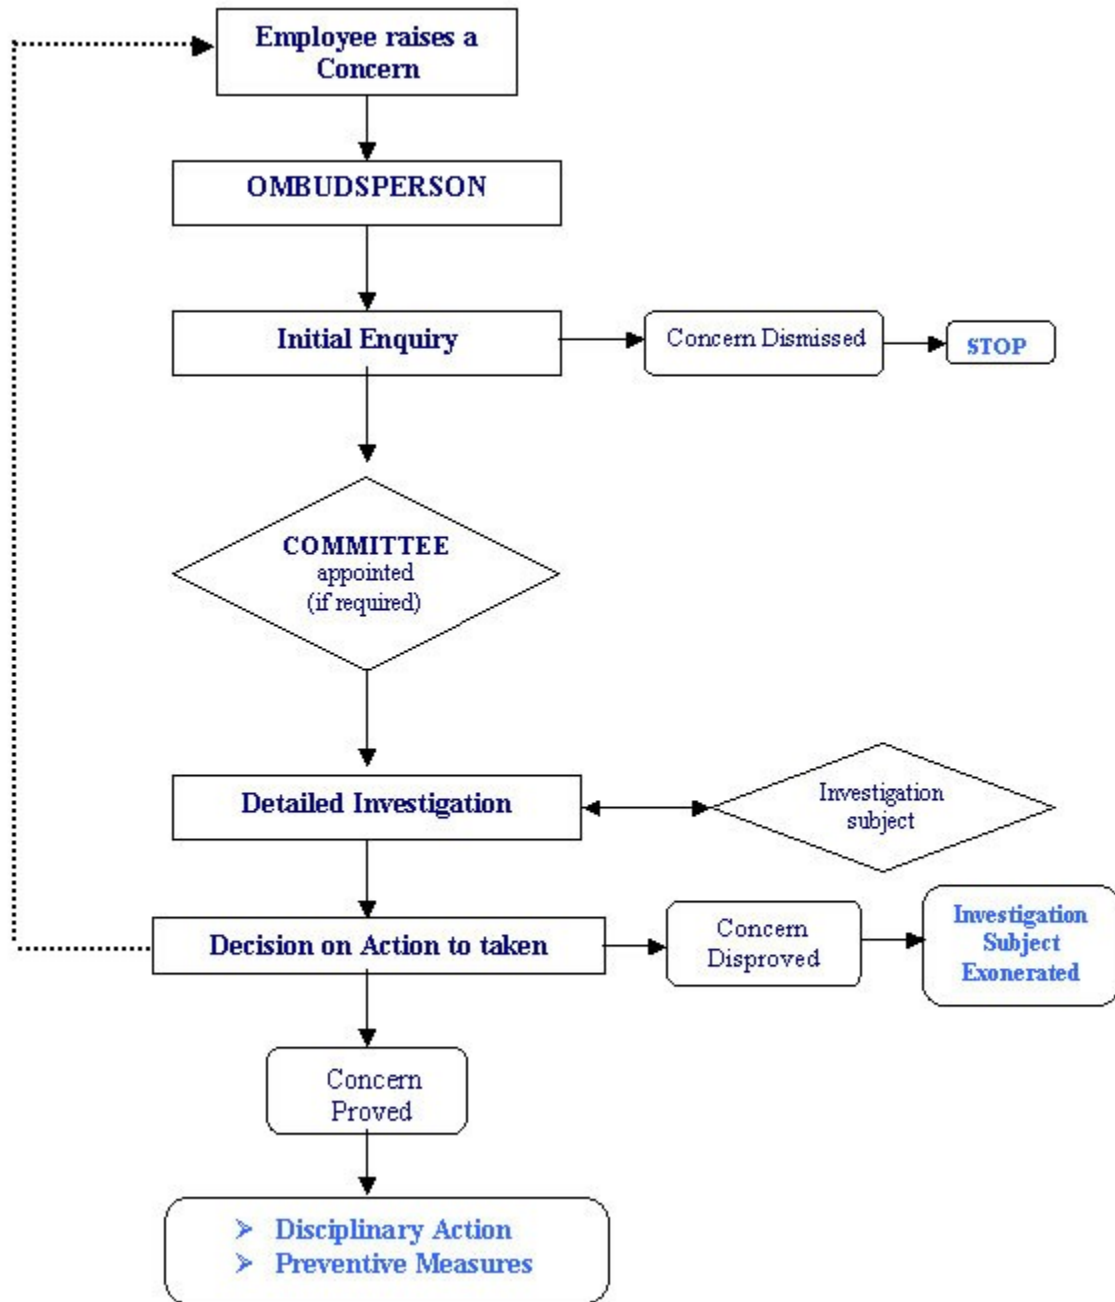 Employee raises a
Concern
OMBUDSPERSON
Initial Enquiry
Concern Dismissed
STOP
COMMITTEE
appointed
(if required)
Detailed Investigation
Investigation
subject
Decision on Action to taken
Concern
Disproved
Investigation
Subject
Exonerated
Concern
Proved
➢ Disciplinary Action
➢ Preventive Measures